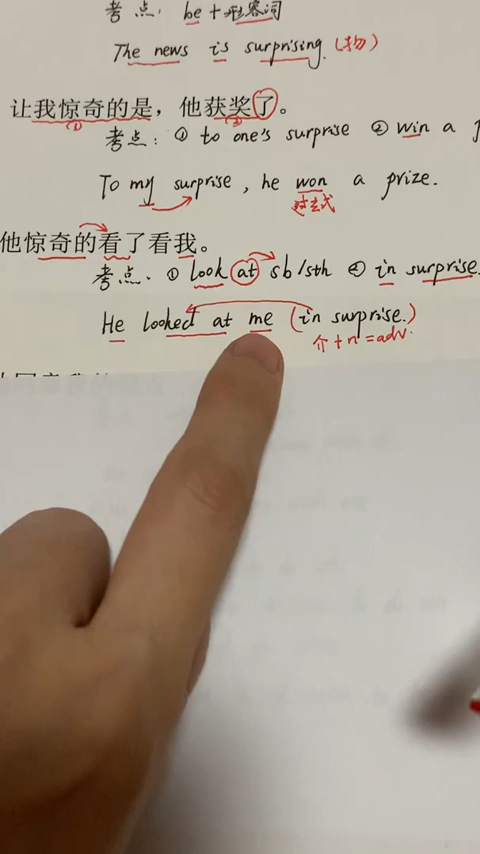 考点: be + 形容词
The news is surprising. (物)
让我惊奇的是，他获奖了。
① ②
考点: ① to one's surprise ② win a
To my surprise, he won a prize.
过去式
他惊奇的看了看我。
考点. ① look at sb/sth ② in surprise.
He looked at me (in surprise.)
介+n=adv.